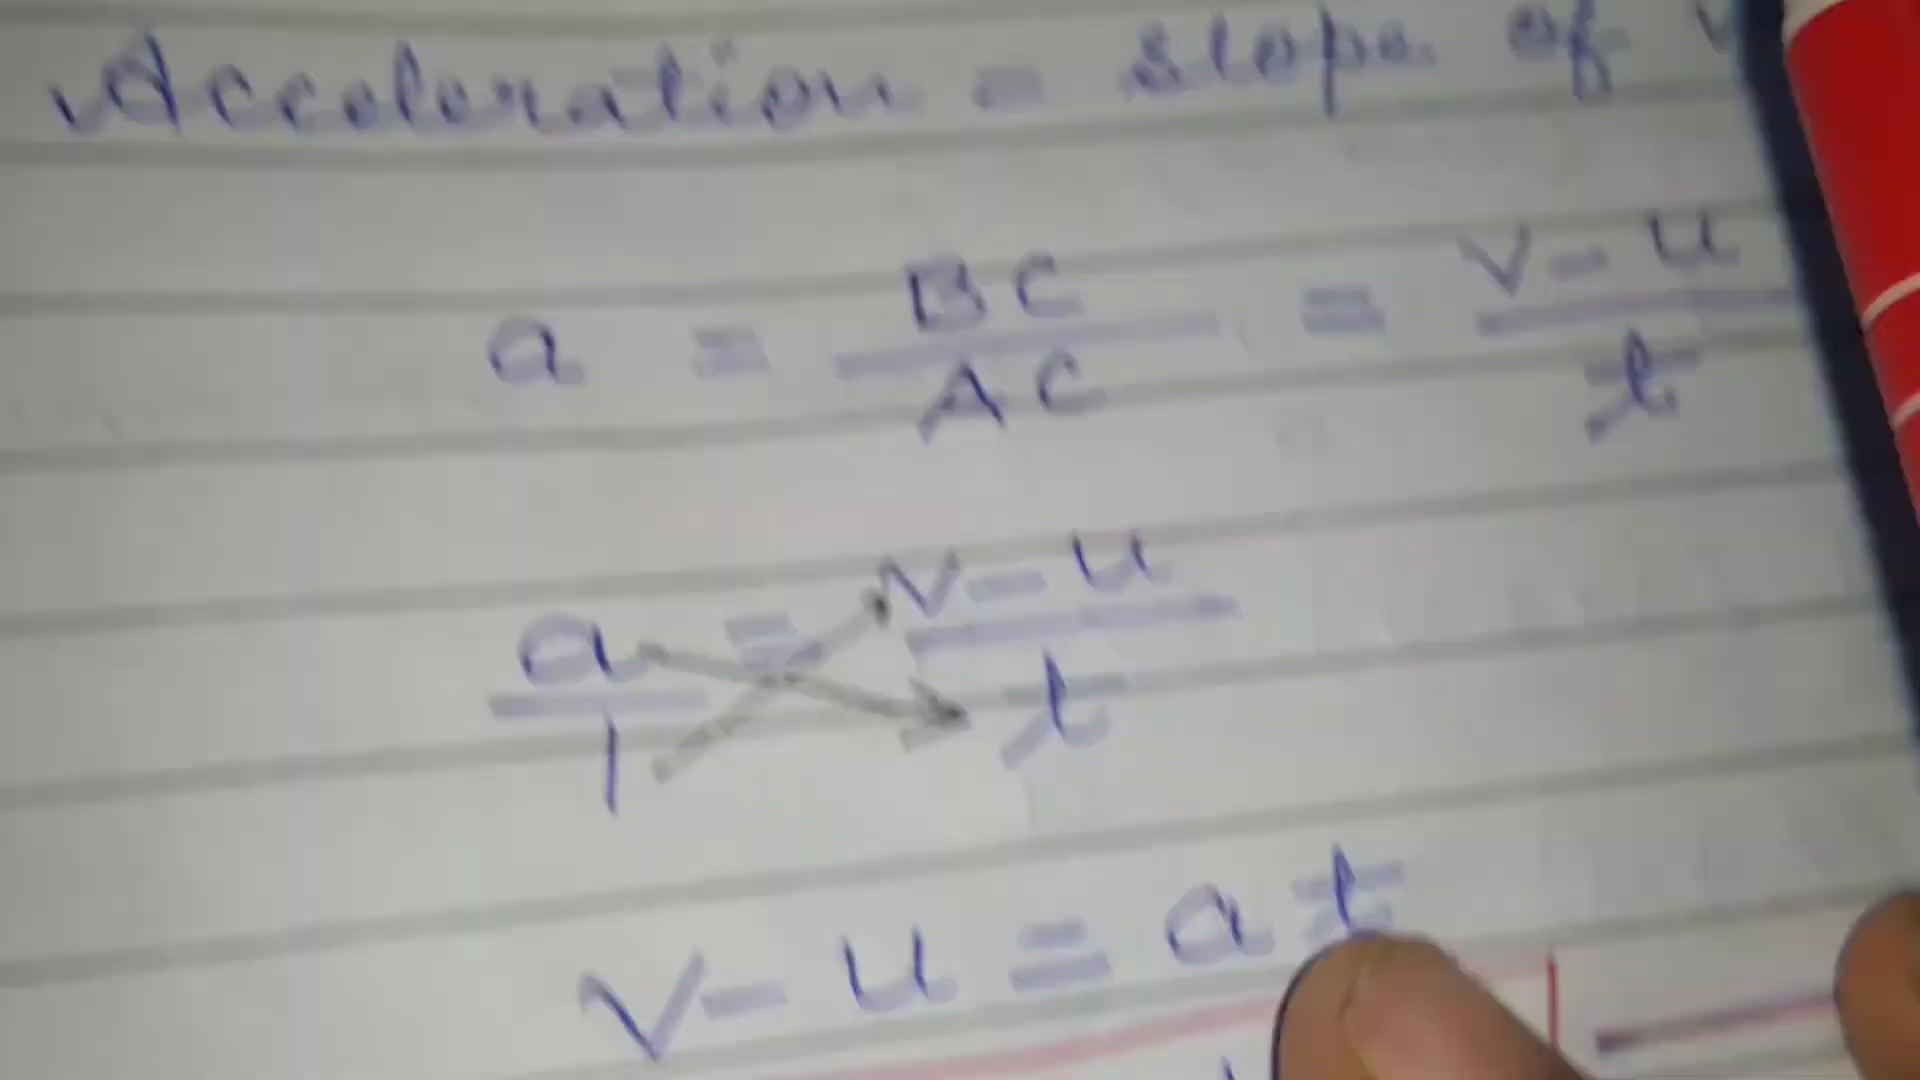 Acceleration = slope of v
a = BC/AC = v-u/t
a/1 = v-u/t
v-u = at